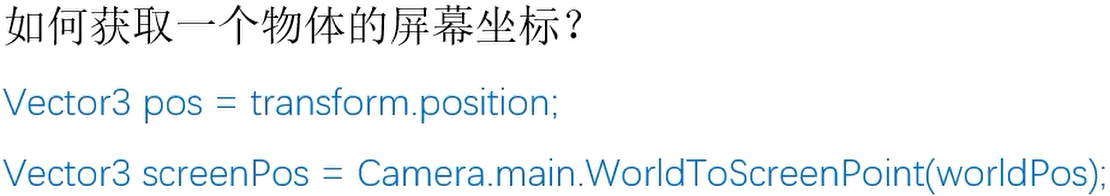 如何获取一个物体的屏幕坐标？
Vector3 pos = transform.position;
Vector3 screenPos = Camera.main.WorldToScreenPoint(worldPos);